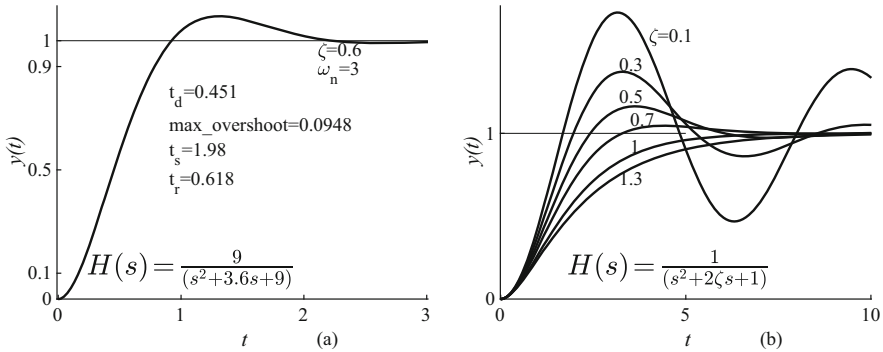 1
0.9
0.5
0.1
0
y(t)
ζ=0.6
ω_n=3
t_d=0.451
max_overshoot=0.0948
t_s=1.98
t_r=0.618
H(s) = 9/(s²+3.6s+9)
0 1 2 3
t (a)
y(t)
1
0
ζ=0.1
0.3
0.5
0.7
1
1.3
H(s) = 1/(s²+2ζs+1)
0 5 10
t (b)